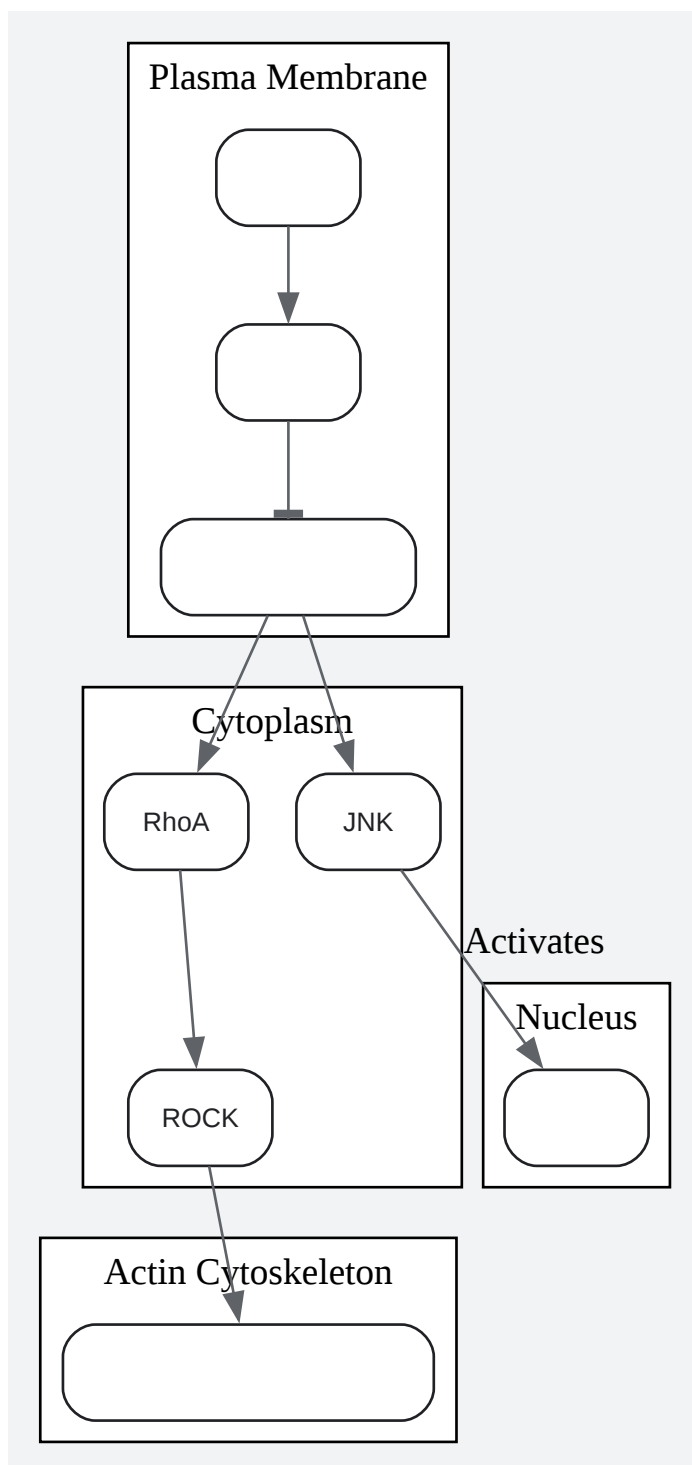 Plasma Membrane
Cytoplasm
RhoA
JNK
Activates
Nucleus
ROCK
Actin Cytoskeleton